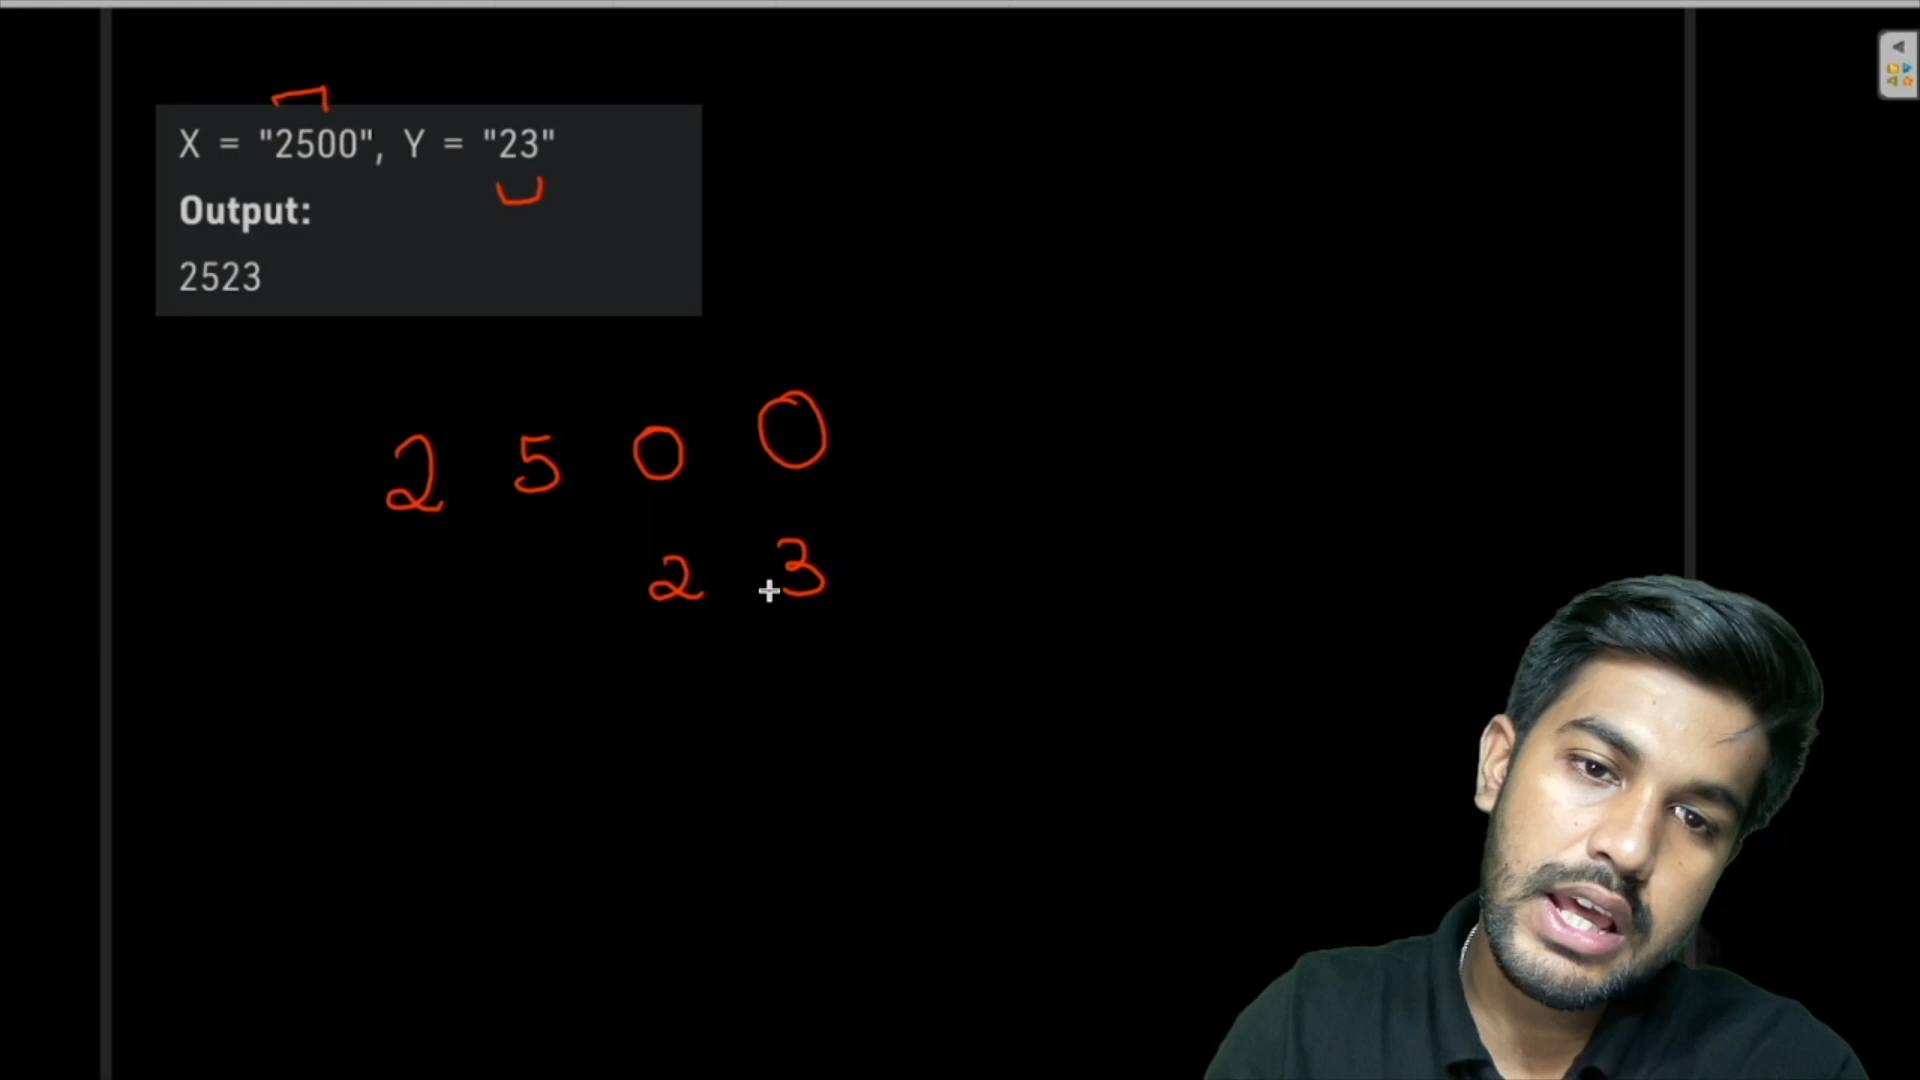 X = "2500", Y = "23"
Output:
2523
2 5 0 0
2 3